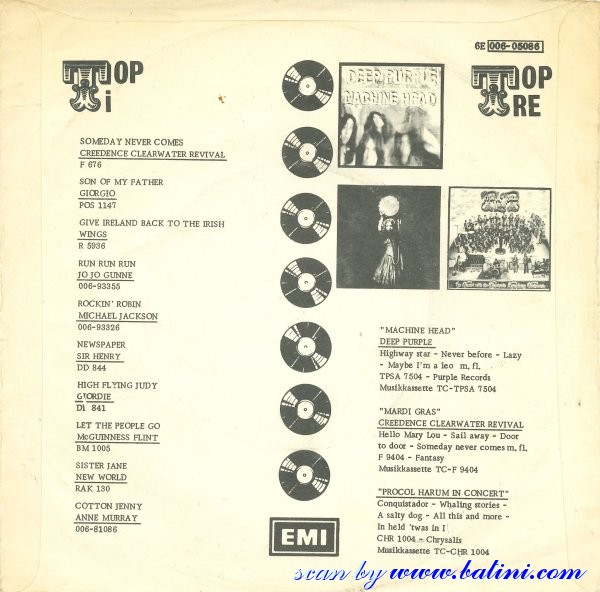 6E 006-05086
TOP
i
TOP
TRE
DEEP PURPLE
MACHINE HEAD
SOMEDAY NEVER COMES
CREEDENCE CLEARWATER REVIVAL
F 676
SON OF MY FATHER
GIORGIO
POS 1147
GIVE IRELAND BACK TO THE IRISH
WINGS
R 5936
RUN RUN RUN
JO JO GUNNE
006-93355
ROCKIN' ROBIN
MICHAEL JACKSON
006-93326
NEWSPAPER
SIR HENRY
DD 844
HIGH FLYING JUDY
GEORDIE
DD 841
LET THE PEOPLE GO
McGUINNESS FLINT
BM 1005
SISTER JANE
NEW WORLD
RAK 130
COTTON JENNY
ANNE MURRAY
006-81086
"MACHINE HEAD"
DEEP PURPLE
Highway star - Never before - Lazy
- Maybe I'm a leo m. fl.
TPSA 7504 - Purple Records
Musikkassette TC-TPSA 7504
"MARDI GRAS"
CREEDENCE CLEARWATER REVIVAL
Hello Mary Lou - Sail away - Door
to door - Someday never comes m. fl.
F 9404 - Fantasy
Musikkassette TC-F 9404
"PROCOL HARUM IN CONCERT"
Conquistador - Whaling stories -
A salty dog - All this and more -
In held 'twas in I
CHR 1004 - Chrysalis
Musikkassette TC-CHR 1004
EMI
scan by www.batini.com